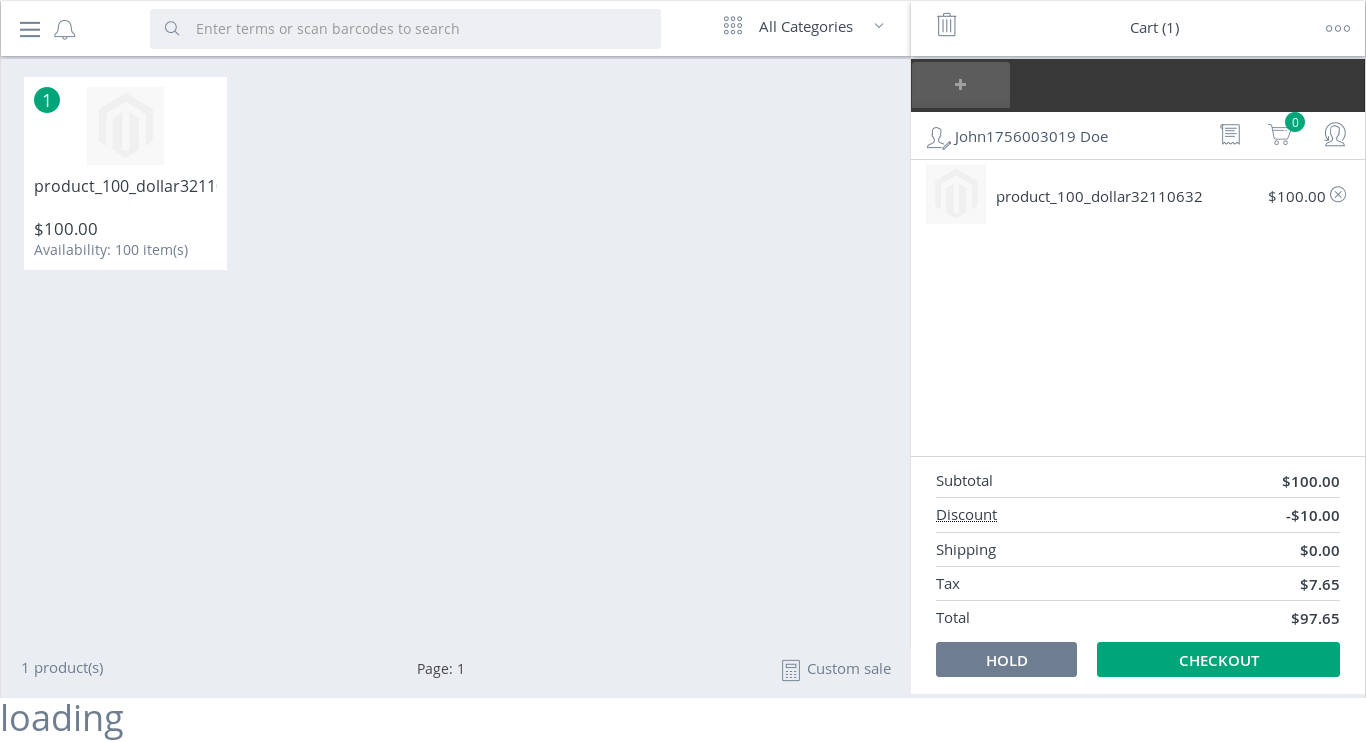 Enter terms or scan barcodes to search
All Categories
Cart (1)
1
product_100_dollar3211
$100.00
Availability: 100 item(s)
+
John1756003019 Doe
0
product_100_dollar32110632
$100.00
Subtotal
$100.00
Discount
-$10.00
Shipping
$0.00
Tax
$7.65
Total
$97.65
HOLD
CHECKOUT
1 product(s)
Page: 1
Custom sale
loading